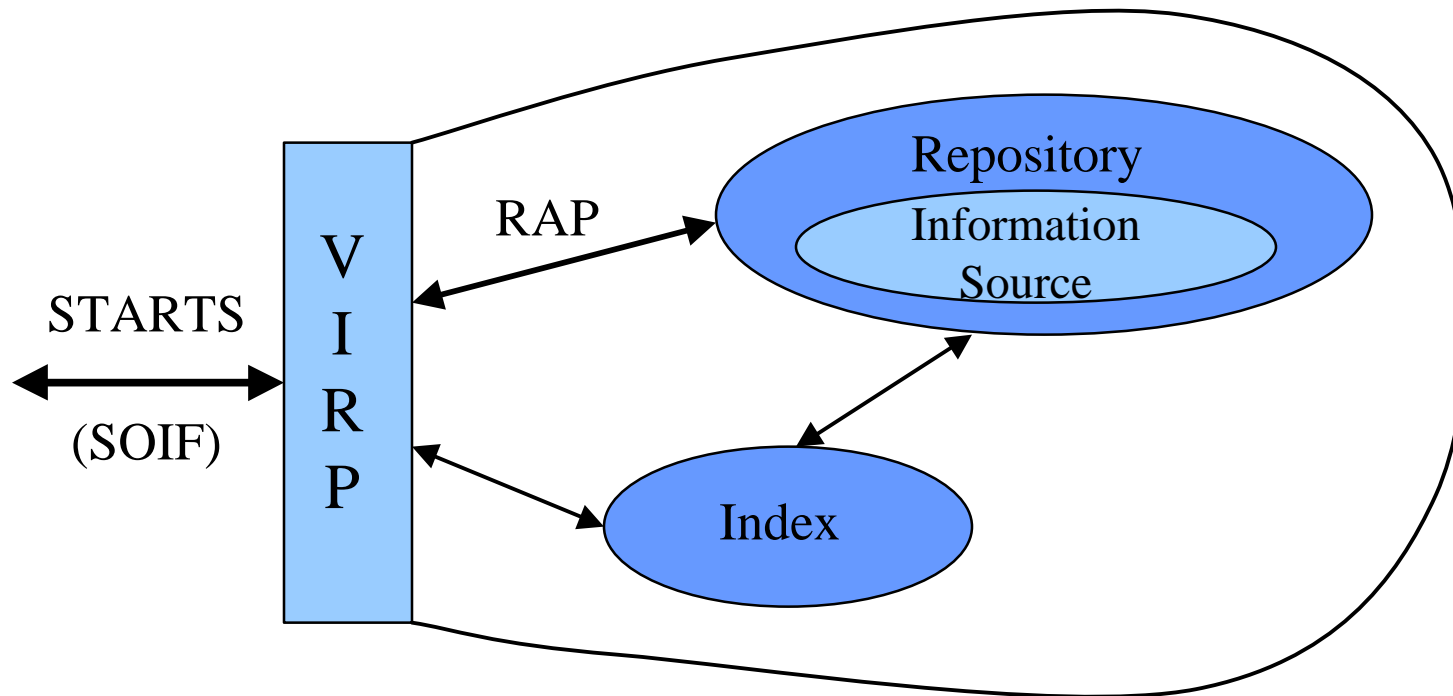 STARTS
(SOIF)
V
I
R
P
RAP
Repository
Information
Source
Index